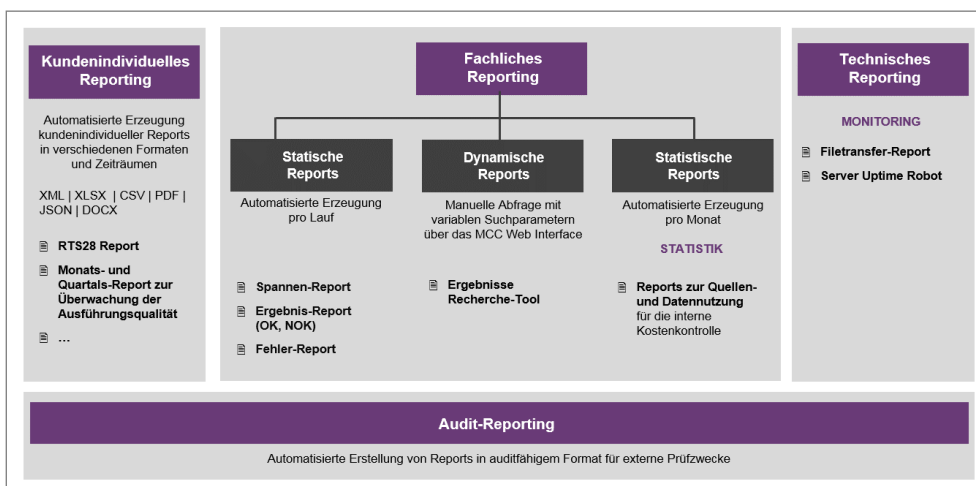 Kundenindividuelles
Reporting
Automatisierte Erzeugung
kundenindividueller Reports
in verschiedenen Formaten
und Zeiträumen
XML | XLSX | CSV | PDF |
JSON | DOCX
RTS28 Report
Monats- und
Quartals-Report zur
Überwachung der
Ausführungsqualität
...
Fachliches
Reporting
Statische
Reports
Automatisierte Erzeugung
pro Lauf
Spannen-Report
Ergebnis-Report
(OK, NOK)
Fehler-Report
Dynamische
Reports
Manuelle Abfrage mit
variablen Suchparametern
über das MCC Web Interface
Ergebnisse
Recherche-Tool
Statistische
Reports
Automatisierte Erzeugung
pro Monat
STATISTIK
Reports zur Quellen-
und Datennutzung
für die interne
Kostenkontrolle
Technisches
Reporting
MONITORING
Filetransfer-Report
Server Uptime Robot
Audit-Reporting
Automatisierte Erstellung von Reports in auditfähigem Format für externe Prüfzwecke